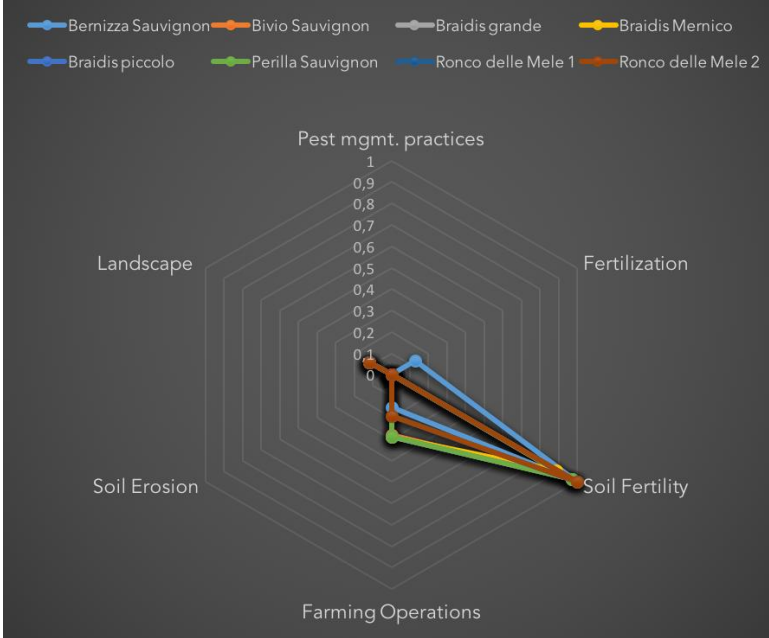 Bernizza Sauvignon Bivio Sauvignon Braidis grande Braidis Mernico
Braidis piccolo Perilla Sauvignon Ronco delle Mele 1 Ronco delle Mele 2
Pest mgmt. practices
1
0,9
0,8
0,7
0,6
0,5
0,4
0,3
0,2
0,1
0
Landscape
Fertilization
Soil Erosion
Soil Fertility
Farming Operations